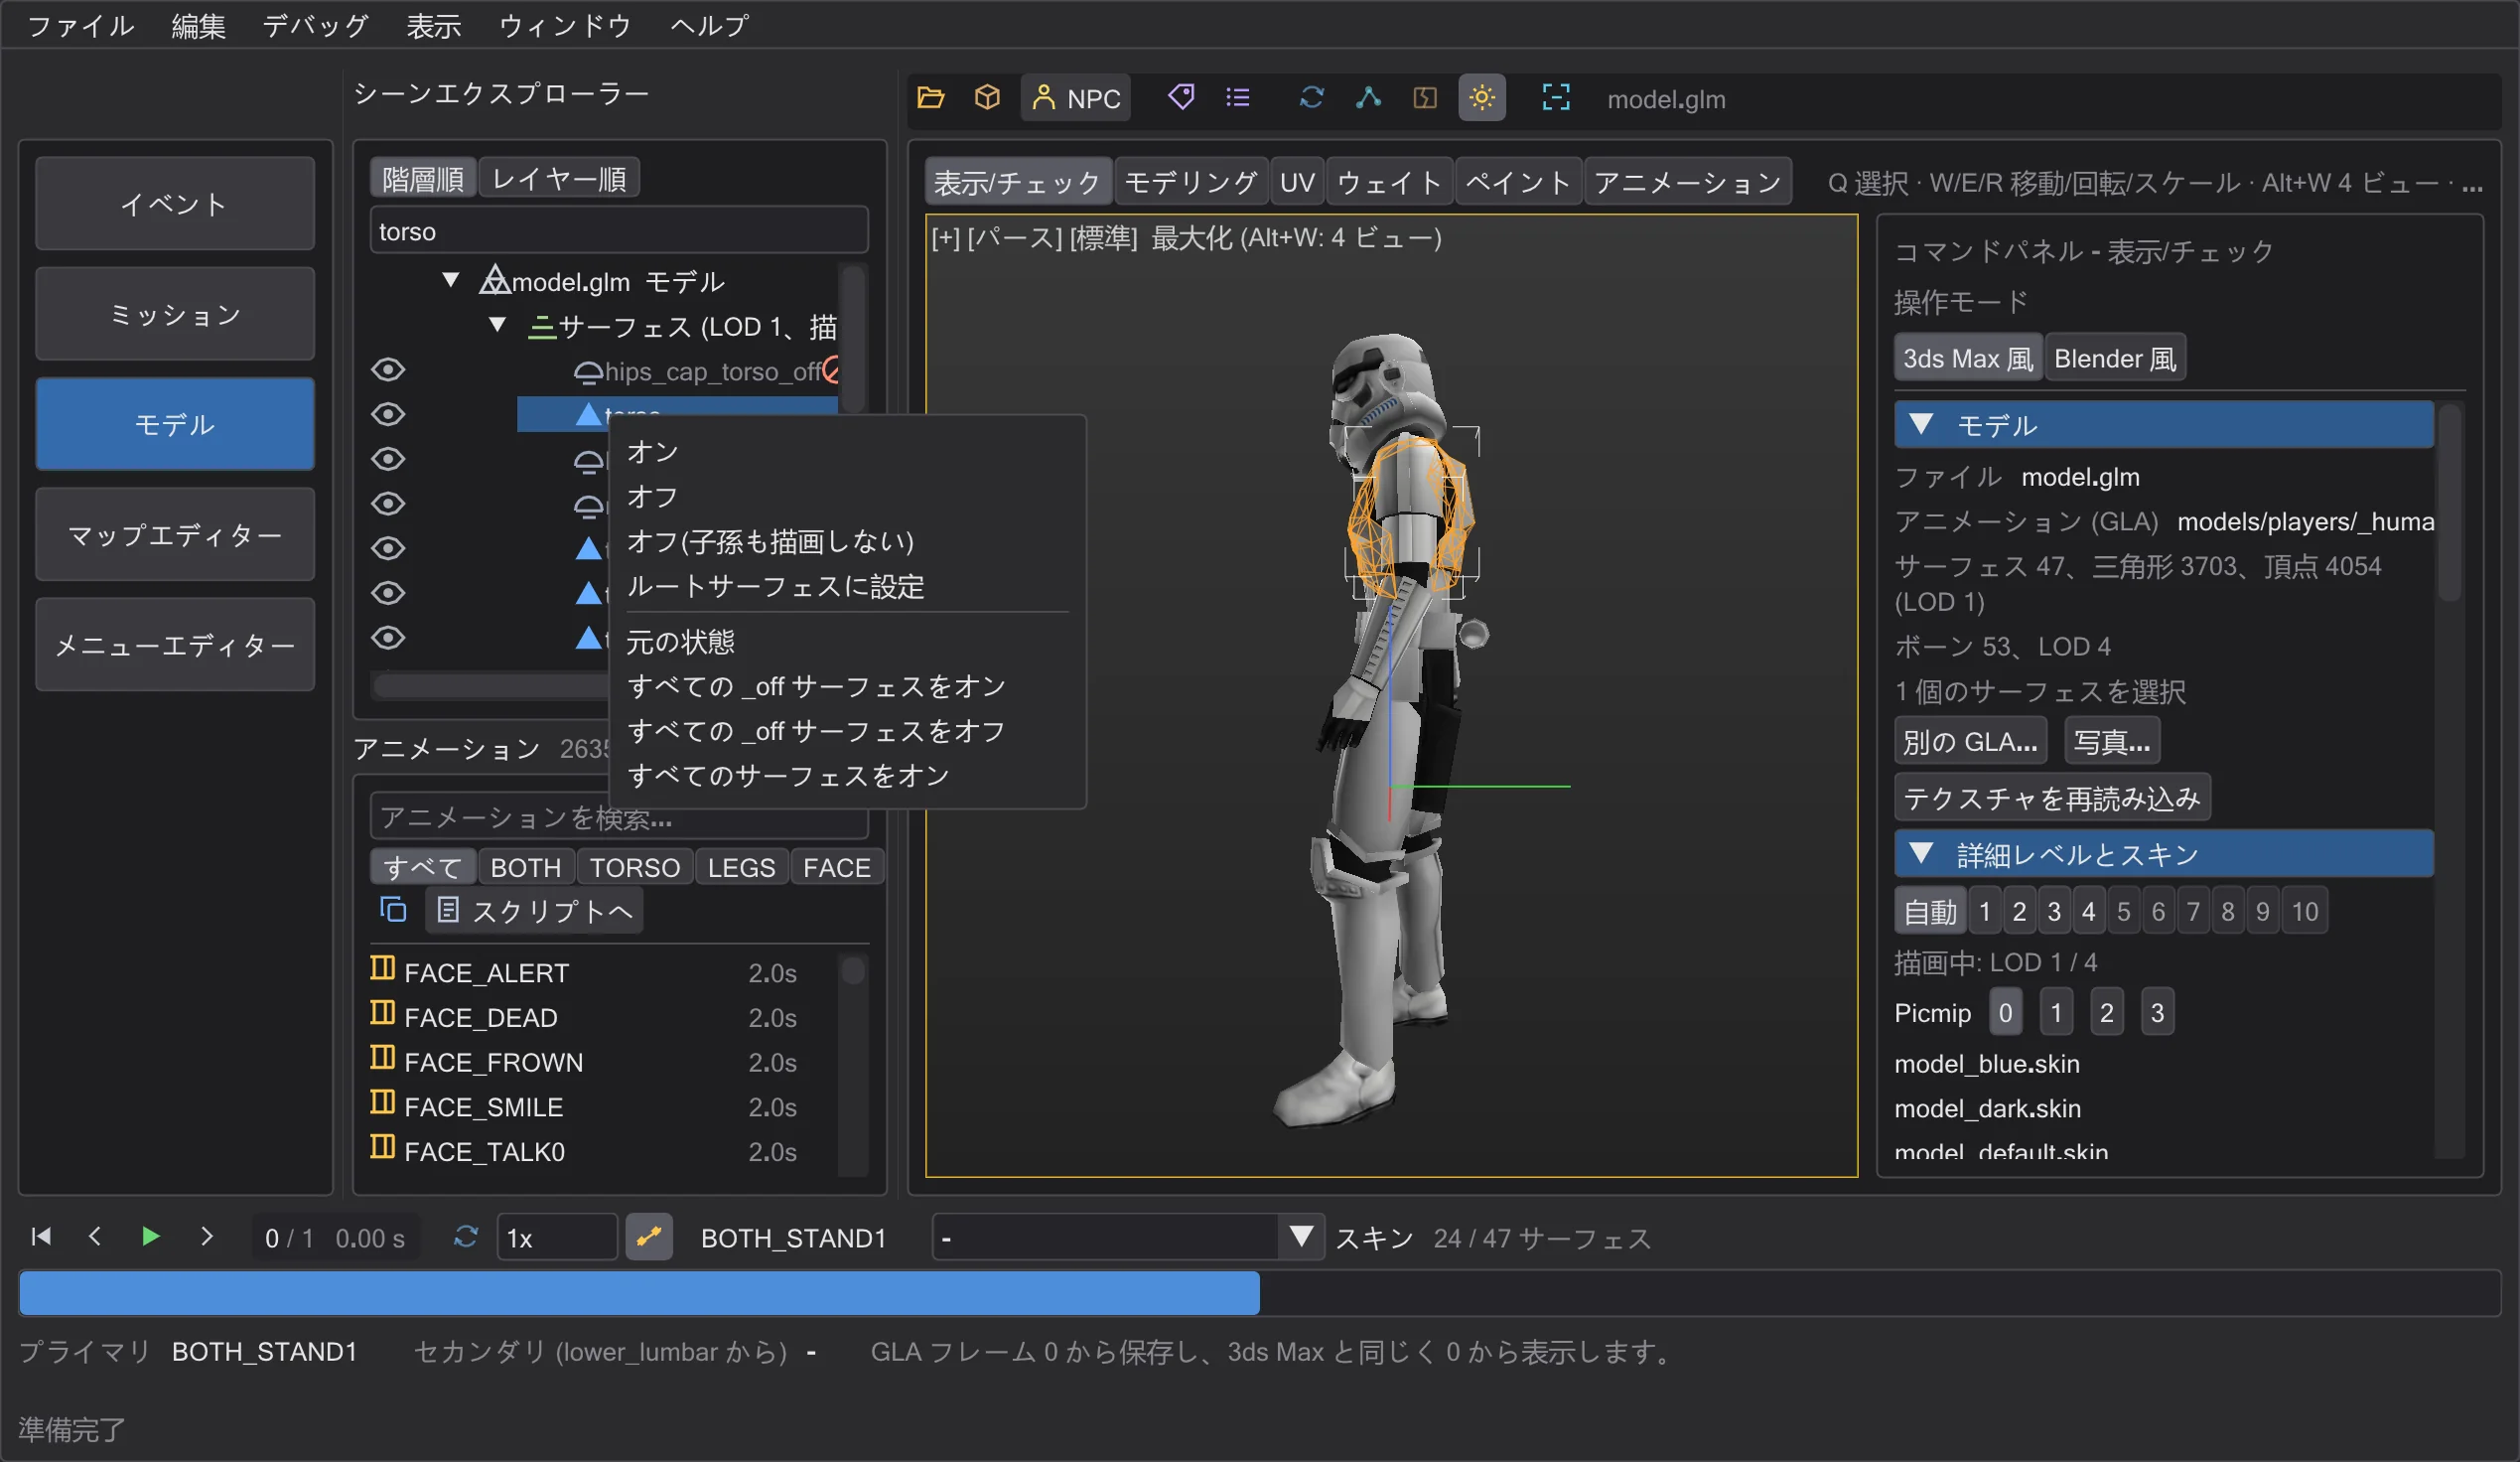 ファイル 編集 デバッグ 表示 ウィンドウ ヘルプ
シーンエクスプローラー
NPC model.glm
イベント
ミッション
モデル
マップエディター
メニューエディター
階層順 レイヤー順
torso
model.glm モデル
サーフェス (LOD 1、描
hips_cap_torso_off
オン
オフ
オフ(子孫も描画しない)
ルートサーフェスに設定
元の状態
すべての _off サーフェスをオン
すべての _off サーフェスをオフ
すべてのサーフェスをオン
アニメーション 2635
アニメーションを検索...
すべて BOTH TORSO LEGS FACE
スクリプトへ
FACE_ALERT 2.0s
FACE_DEAD 2.0s
FACE_FROWN 2.0s
FACE_SMILE 2.0s
FACE_TALK0 2.0s
表示/チェック モデリング UV ウェイト ペイント アニメーション Q 選択 · W/E/R 移動/回転/スケール · Alt+W 4 ビュー · ...
[+] [パース] [標準] 最大化 (Alt+W: 4 ビュー)
コマンドパネル - 表示/チェック
操作モード
3ds Max 風 Blender 風
モデル
ファイル model.glm
アニメーション (GLA) models/players/_huma
サーフェス 47、三角形 3703、頂点 4054
(LOD 1)
ボーン 53、LOD 4
1 個のサーフェスを選択
別の GLA... 写真...
テクスチャを再読み込み
詳細レベルとスキン
自動 1 2 3 4 5 6 7 8 9 10
描画中: LOD 1 / 4
Picmip 0 1 2 3
model_blue.skin
model_dark.skin
model_default.skin
0 / 1 0.00 s 1x BOTH_STAND1 - スキン 24 / 47 サーフェス
プライマリ BOTH_STAND1 セカンダリ (lower_lumbar から) - GLA フレーム 0 から保存し、3ds Max と同じく 0 から表示します。
準備完了